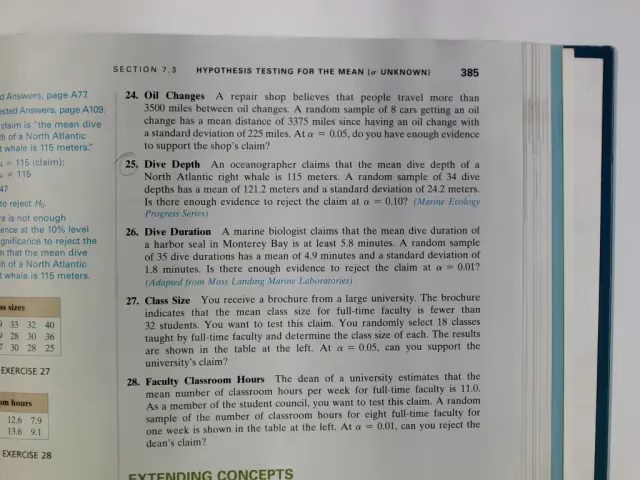 SECTION 7.3 HYPOTHESIS TESTING FOR THE MEAN (σ UNKNOWN) 385
Answers, page A77.
Answers, page A109.
claim is "the mean dive
of a North Atlantic
whale is 115 meters."
= 115 (claim);
≠ 115
47
to reject H₀.
is not enough
at the 10% level
to reject the
that the mean dive
of a North Atlantic
whale is 115 meters.
sizes
33 32 40
28 30 36
30 28 25
EXERCISE 27
hours
12.6 7.9
13.6 9.1
EXERCISE 28
24. Oil Changes A repair shop believes that people travel more than
3500 miles between oil changes. A random sample of 8 cars getting an oil
change has a mean distance of 3375 miles since having an oil change with
a standard deviation of 225 miles. At α = 0.05, do you have enough evidence
to support the shop's claim?
25. Dive Depth An oceanographer claims that the mean dive depth of a
North Atlantic right whale is 115 meters. A random sample of 34 dive
depths has a mean of 121.2 meters and a standard deviation of 24.2 meters.
Is there enough evidence to reject the claim at α = 0.10? (Marine Ecology
Progress Series)
26. Dive Duration A marine biologist claims that the mean dive duration of
a harbor seal in Monterey Bay is at least 5.8 minutes. A random sample
of 35 dive durations has a mean of 4.9 minutes and a standard deviation of
1.8 minutes. Is there enough evidence to reject the claim at α = 0.01?
(Adapted from Moss Landing Marine Laboratories)
27. Class Size You receive a brochure from a large university. The brochure
indicates that the mean class size for full-time faculty is fewer than
32 students. You want to test this claim. You randomly select 18 classes
taught by full-time faculty and determine the class size of each. The results
are shown in the table at the left. At α = 0.05, can you support the
university's claim?
28. Faculty Classroom Hours The dean of a university estimates that the
mean number of classroom hours per week for full-time faculty is 11.0.
As a member of the student council, you want to test this claim. A random
sample of the number of classroom hours for eight full-time faculty for
one week is shown in the table at the left. At α = 0.01, can you reject the
dean's claim?
EXTENDING CONCEPTS